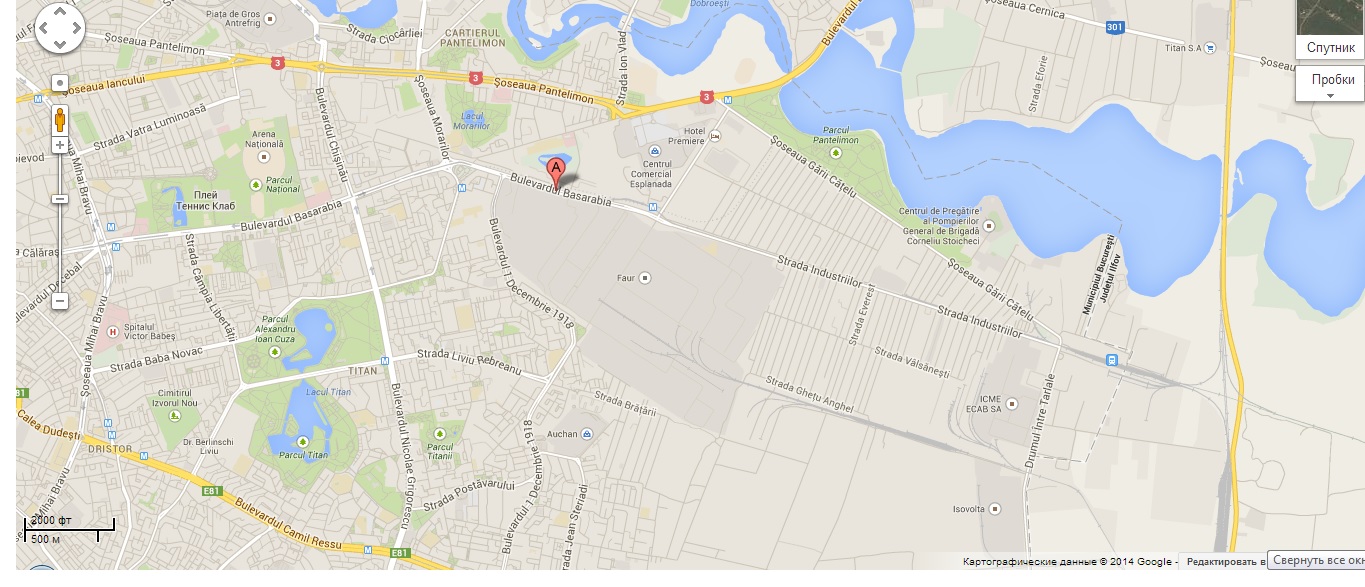 Piața de Gros
Antrefrig
Șoseaua Pantelimon
Strada Ciocârliei
CARTIERUL
PANTELIMON
Dobroești
Strada Ion Vlad
Bulevardul
Șoseaua Cernica
301
Titan S.A
Спутник
Пробки
3
3
3
Șoseaua Iancului
Șoseaua Pantelimon
Strada Eforie
Strada Vatra Luminoasă
Bulevardul Chișinău
Șoseaua Morarilor
Lacul
Morarilor
Arena
Națională
Parcul
Național
Плей
Теннис Клаб
Șoseaua Mihai Bravu
Hotel
Premiere
Centrul
Comercial
Esplanada
Parcul
Pantelimon
Șoseaua Gării Cățelu
A
Bulevardul Basarabia
Bulevardul Basarabia
Centrul de Pregătire
al Pompierilor
General de Brigadă
Corneliu Stoicheci
Călăraș
Bulevardul Decebal
Strada Câmpia Libertății
Bulevardul 1 Decembrie 1918
Faur
Strada Industriilor
Șoseaua Gării Cățelu
Municipiul București
Județul Ilfov
Strada Industriilor
Strada Everest
Strada Vălsănești
Parcul
Alexandru
Ioan Cuza
Spitalul
Victor Babeș
H
Șoseaua Mihai Bravu
Strada Baba Novac
TITAN
Strada Liviu Rebreanu
Lacul Titan
Strada Ghețu Anghel
Strada Brățării
ICME
ECAB SA
Drumul Între Tarlale
Cimitirul
Izvorul Nou
E81
Calea Dudești
Dr. Berlinschi
Liviu
Parcul Titan
Bulevardul Nicolae Grigorescu
Parcul
Titanii
Auchan
DRISTOR
E81
Bulevardul Camil Ressu
Strada Postăvarului
Bulevardul 1 Decembrie 1918
Strada Jean Steriadi
Isovolta
2000 фт
500 м
E81
Картографические данные © 2014 Google -
Редактировать в
Свернуть все окн